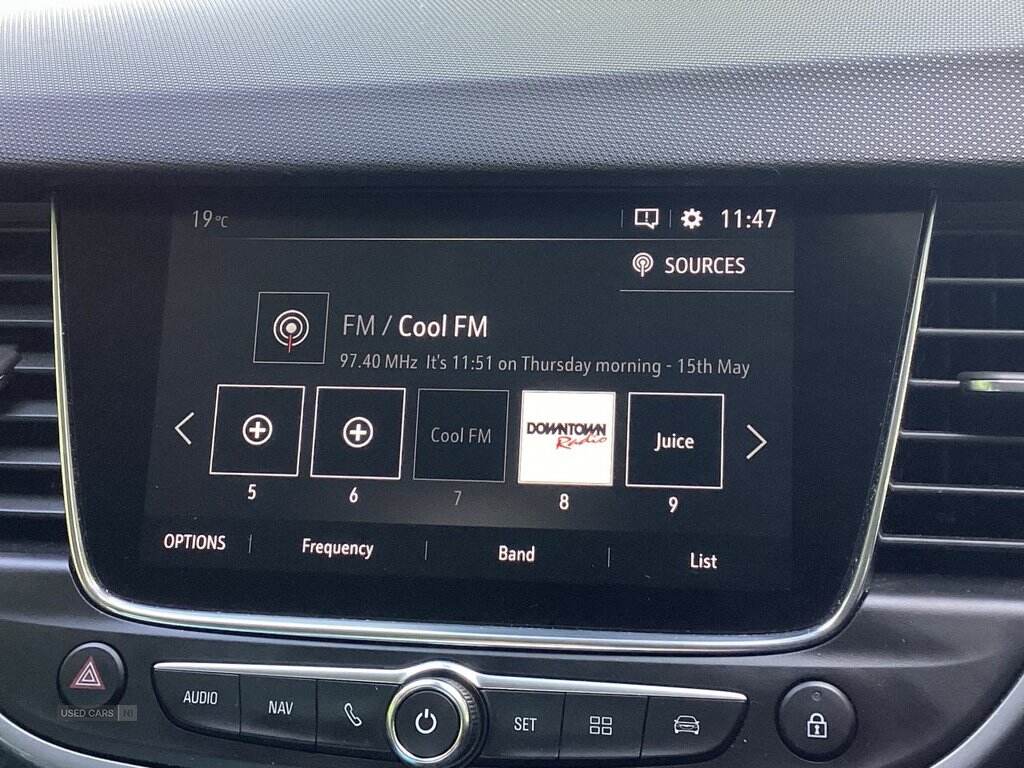 19 °C 11:47
SOURCES
FM / Cool FM
97.40 MHz It's 11:51 on Thursday morning - 15th May
Cool FM DOWNTOWN Radio Juice
5 6 7 8 9
OPTIONS Frequency Band List
AUDIO NAV SET
USED CARS NI